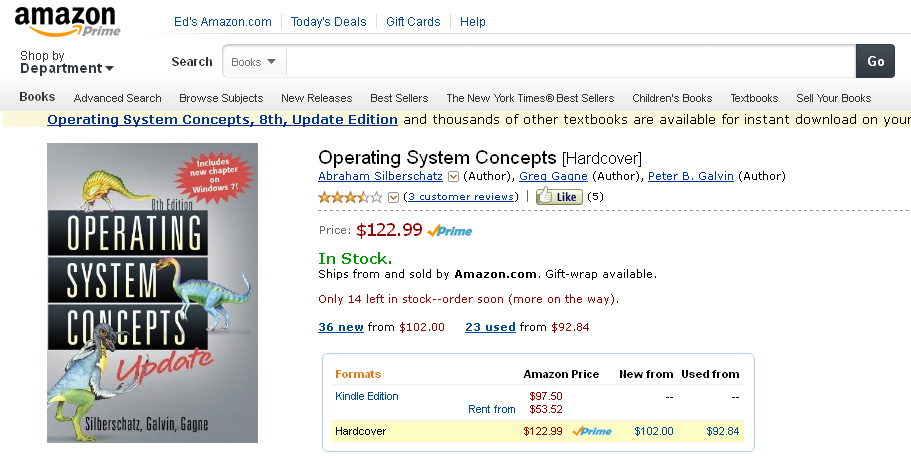 amazon
Prime
Ed's Amazon.com Today's Deals Gift Cards Help
Shop by
Department
Search Books Go
Books Advanced Search Browse Subjects New Releases Best Sellers The New York Times® Best Sellers Children's Books Textbooks Sell Your Books
Operating System Concepts, 8th, Update Edition and thousands of other textbooks are available for instant download on your
Includes new
chapter on
Windows 7!
8th Edition
OPERATING
SYSTEM
CONCEPTS
Update
Silberschatz, Galvin, Gagne
Operating System Concepts [Hardcover]
Abraham Silberschatz (Author), Greg Gagne (Author), Peter B. Galvin (Author)
(3 customer reviews) | Like (5)
Price: $122.99 Prime
In Stock.
Ships from and sold by Amazon.com. Gift-wrap available.
Only 14 left in stock--order soon (more on the way).
36 new from $102.00 23 used from $92.84
Formats Amazon Price New from Used from
Kindle Edition $97.50 -- --
Rent from $53.52
Hardcover $122.99 Prime $102.00 $92.84